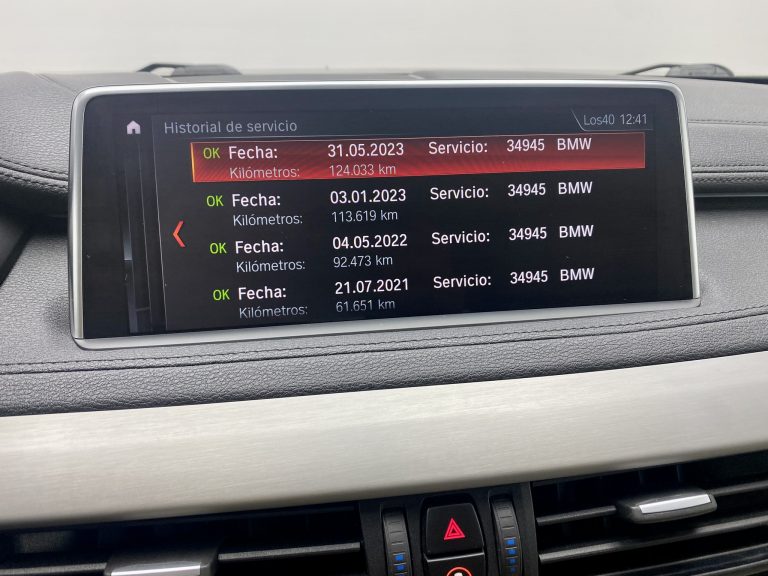 Historial de servicio Los40 12:41
OK Fecha: 31.05.2023 Servicio: 34945 BMW
Kilómetros: 124.033 km
OK Fecha: 03.01.2023 Servicio: 34945 BMW
Kilómetros: 113.619 km
OK Fecha: 04.05.2022 Servicio: 34945 BMW
Kilómetros: 92.473 km
OK Fecha: 21.07.2021 Servicio: 34945 BMW
Kilómetros: 61.651 km